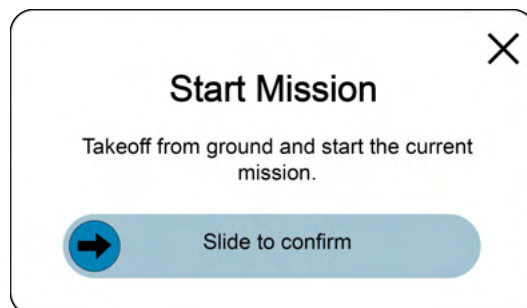 Start Mission
Takeoff from ground and start the current
mission.
Slide to confirm